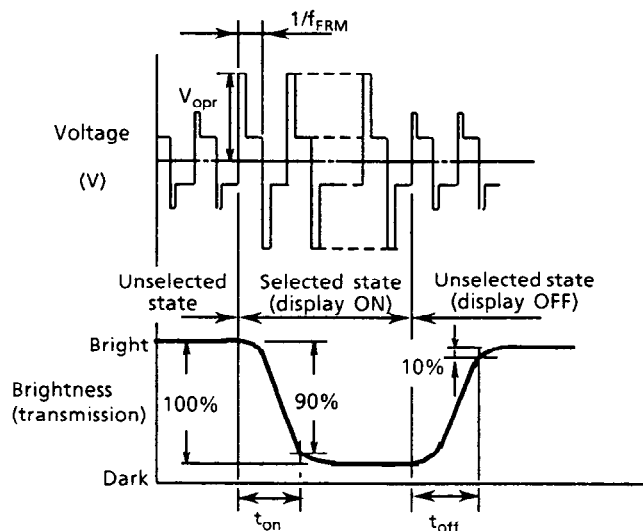 1/fFRM
Vopr
Voltage
(V)
Unselected
state
Selected state
(display ON)
Unselected state
(display OFF)
Bright
10%
Brightness
(transmission)
100%
90%
Dark
ton
toff